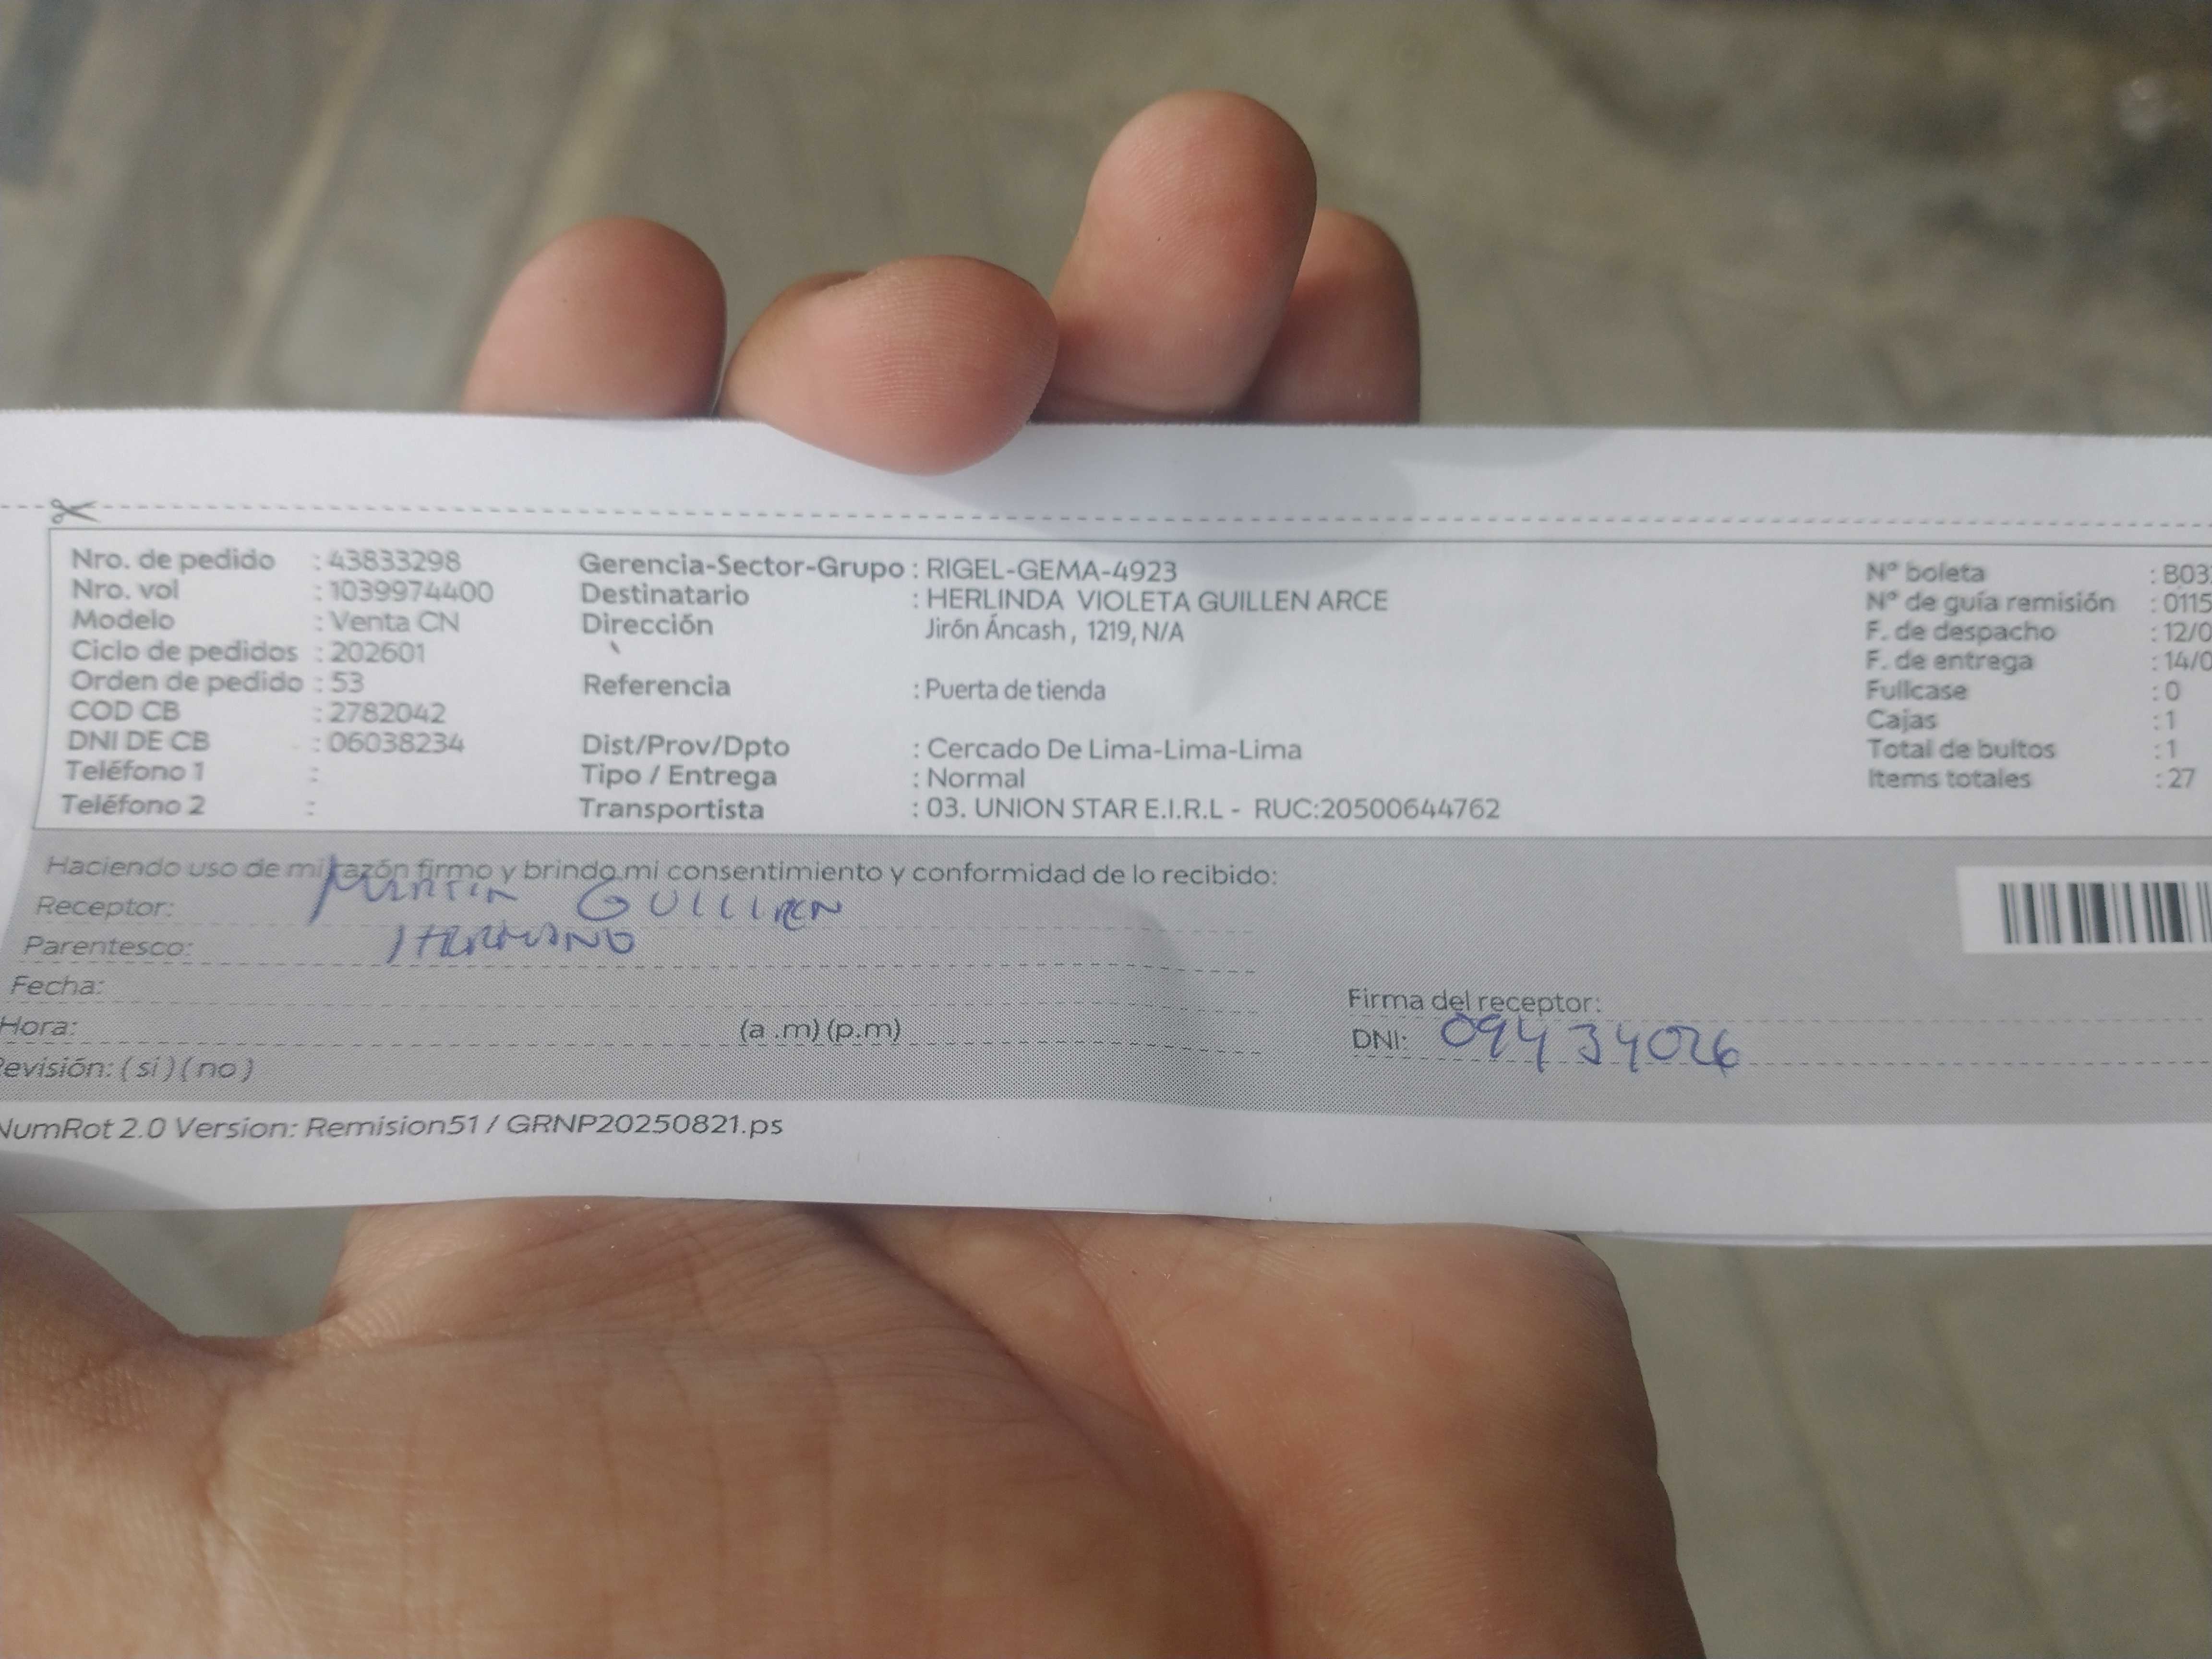 Nro. de pedido : 43833298
Nro. vol : 1039974400
Modelo : Venta CN
Ciclo de pedidos : 202601
Orden de pedido : 53
COD CB : 2782042
DNI DE CB : 06038234
Teléfono 1 :
Teléfono 2 :
Gerencia-Sector-Grupo : RIGEL-GEMA-4923
Destinatario : HERLINDA VIOLETA GUILLEN ARCE
Dirección Jirón Áncash, 1219, N/A
Referencia : Puerta de tienda
Dist/Prov/Dpto : Cercado De Lima-Lima-Lima
Tipo / Entrega : Normal
Transportista : 03. UNION STAR E.I.R.L - RUC:20500644762
Nº boleta : B03
Nº de guía remisión : 0115
F. de despacho : 12/0
F. de entrega : 14/0
Fullcase : 0
Cajas : 1
Total de bultos : 1
Items totales : 27
Haciendo uso de mi razón firmo y brindo mi consentimiento y conformidad de lo recibido:
Receptor: MARTIN GUILLEN
Parentesco: HERMANO
Fecha:
Hora: (a .m) (p.m)
evisión: ( si ) ( no )
Firma del receptor:
DNI: 09434026
NumRot 2.0 Version: Remision51 / GRNP20250821.ps